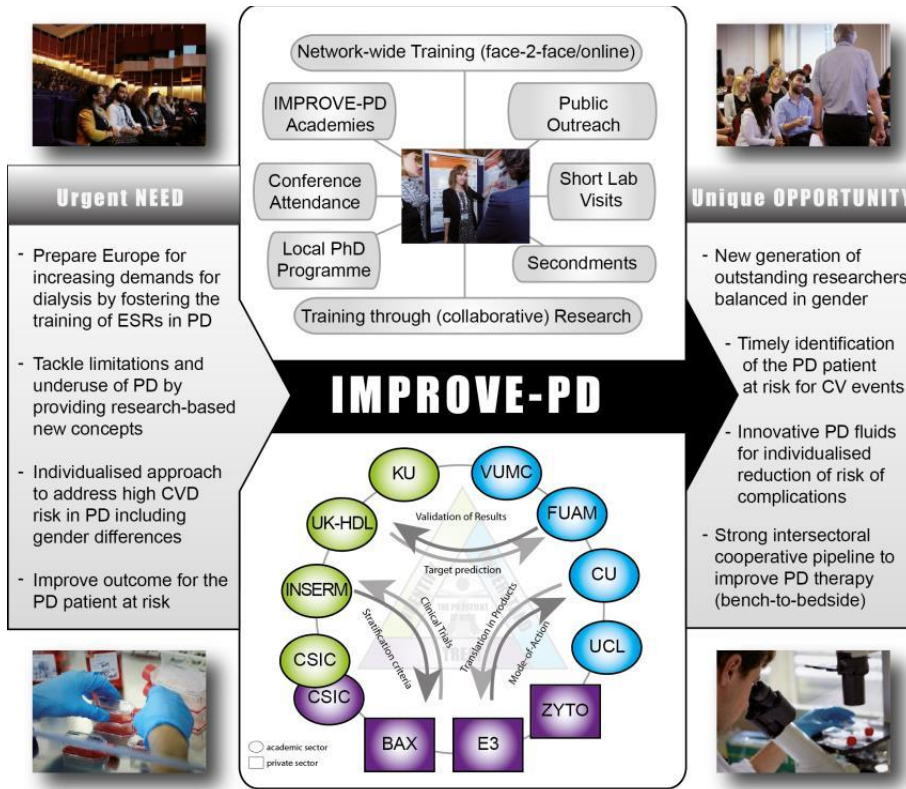 Network-wide Training (face-2-face/online)
IMPROVE-PD
Academies
Public
Outreach
Conference
Attendance
Short Lab
Visits
Local PhD
Programme
Secondments
Training through (collaborative) Research
Urgent NEED
- Prepare Europe for
increasing demands for
dialysis by fostering the
training of ESRs in PD
- Tackle limitations and
underuse of PD by
providing research-based
new concepts
- Individualised approach
to address high CVD
risk in PD including
gender differences
- Improve outcome for the
PD patient at risk
IMPROVE-PD
Unique OPPORTUNITY
- New generation of
outstanding researchers
balanced in gender
- Timely identification
of the PD patient
at risk for CV events
- Innovative PD fluids
for individualised
reduction of risk of
complications
- Strong intersectoral
cooperative pipeline to
improve PD therapy
(bench-to-bedside)
KU
VUMC
UK-HDL
FUAM
INSERM
CU
CSIC
UCL
CSIC
ZYTO
BAX
E3
Validation of Results
Target prediction
Clinical Trials
Stratification criteria
Translation in Products
Mode-of-Action
THE PD PATIENT
TREAT
academic sector
private sector